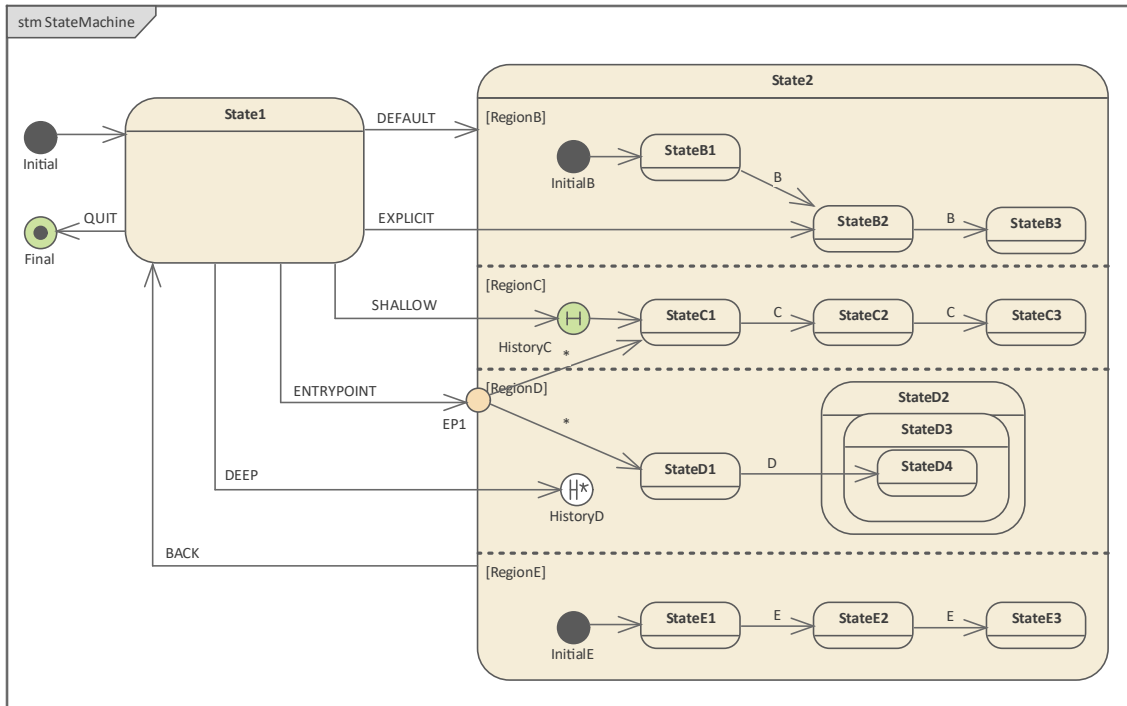 stm StateMachine
State2
State1
DEFAULT
[RegionB]
StateB1
Initial
InitialB
B
QUIT
EXPLICIT
StateB2
B
StateB3
Final
[RegionC]
SHALLOW
H
StateC1
C
StateC2
C
StateC3
HistoryC
*
ENTRYPOINT
[RegionD]
StateD2
EP1
*
StateD3
StateD1
D
StateD4
DEEP
H*
HistoryD
BACK
[RegionE]
StateE1
E
StateE2
E
StateE3
InitialE